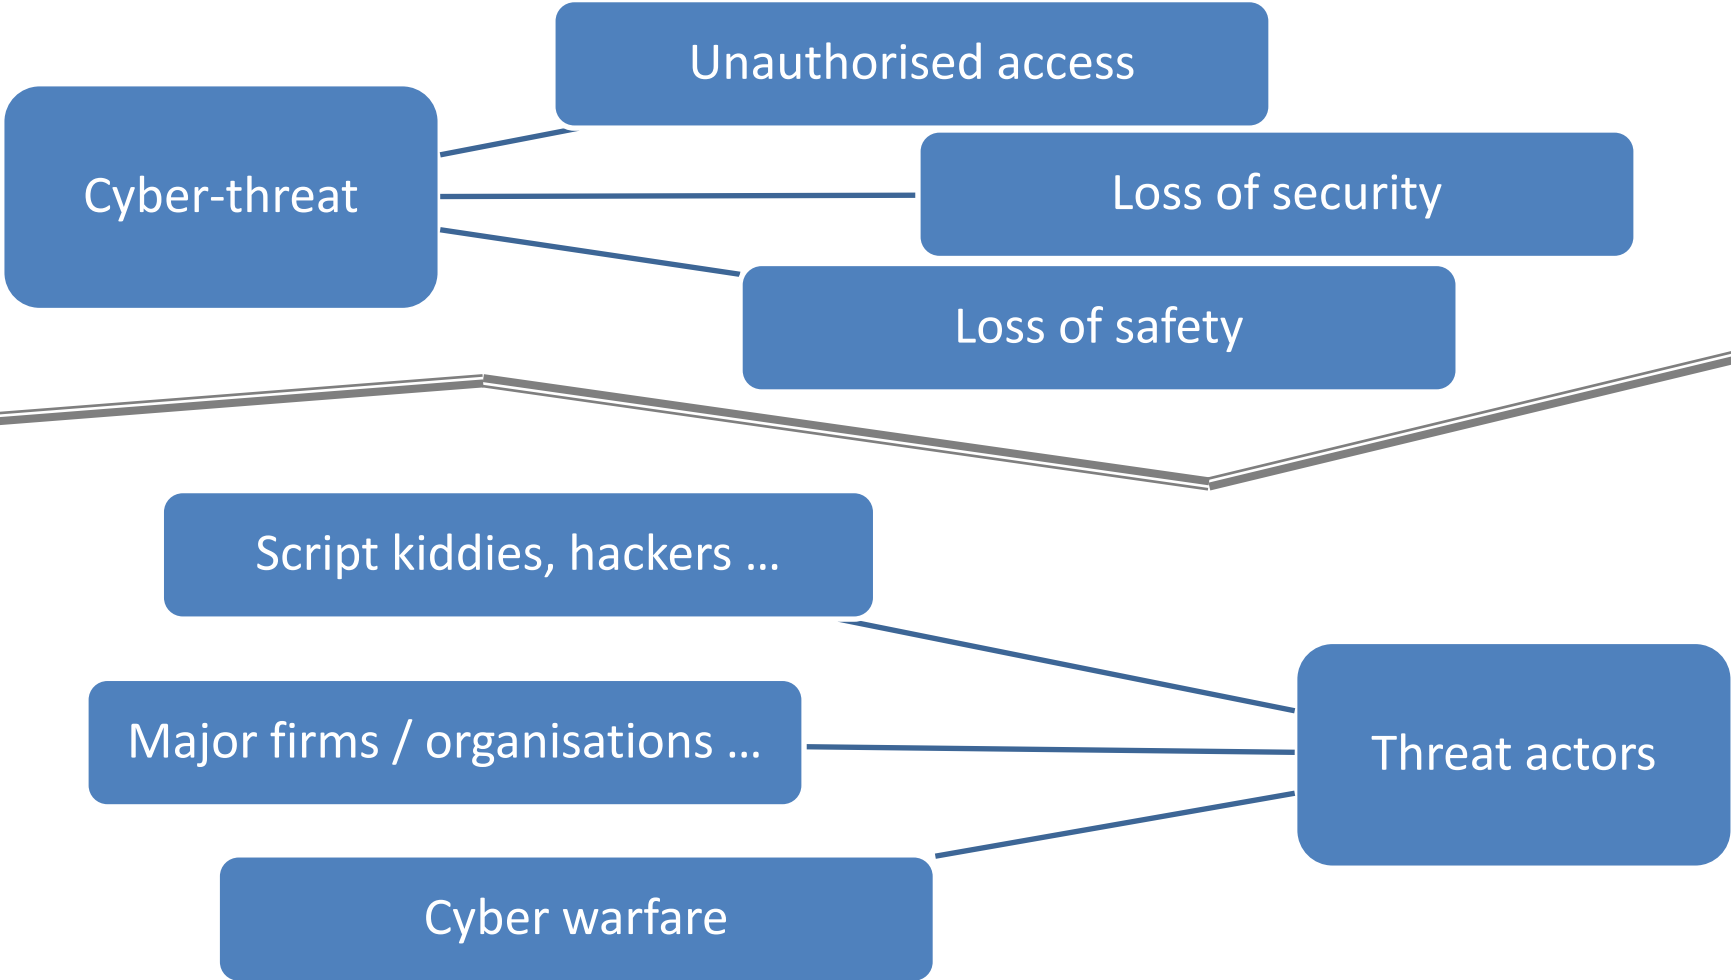 Unauthorised access
Cyber-threat
Loss of security
Loss of safety
Script kiddies, hackers …
Major firms / organisations …
Threat actors
Cyber warfare